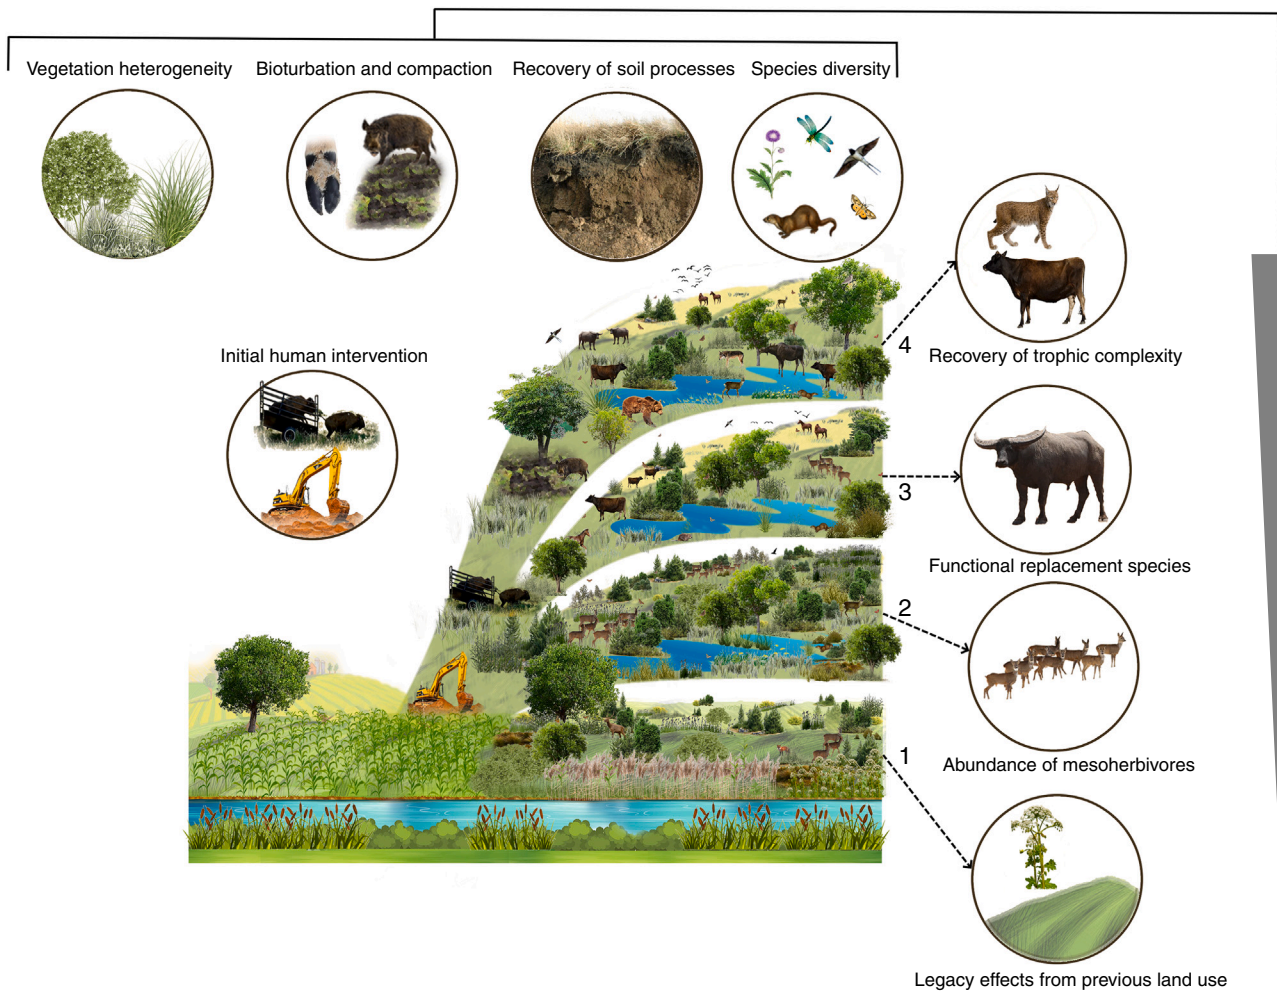 Vegetation heterogeneity
Bioturbation and compaction
Recovery of soil processes
Species diversity
Initial human intervention
4
Recovery of trophic complexity
3
Functional replacement species
2
Abundance of mesoherbivores
1
Legacy effects from previous land use